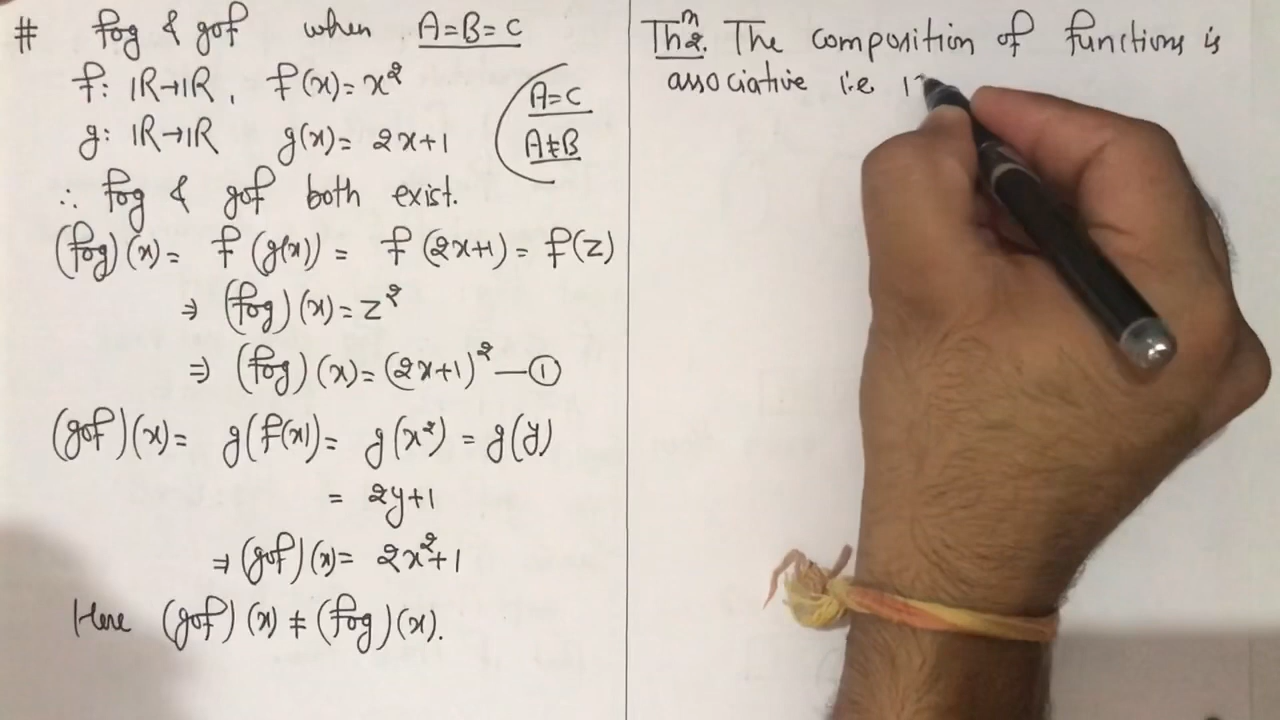 # fog & gof when A=B=C
f: IR→IR, f(x)=x²
g: IR→IR g(x)= 2x+1
A=C
A≠B
∴ fog & gof both exist.
(fog)(x)= f(g(x))= f(2x+1)= f(z)
⇒ (fog)(x)=z²
⇒ (fog)(x)=(2x+1)² —①
(gof)(x)= g(f(x))= g(x²)= g(y)
= 2y+1
⇒(gof)(x)= 2x²+1
Here (gof)(x)≠(fog)(x).
Thm 2. The composition of functions is
associative i.e